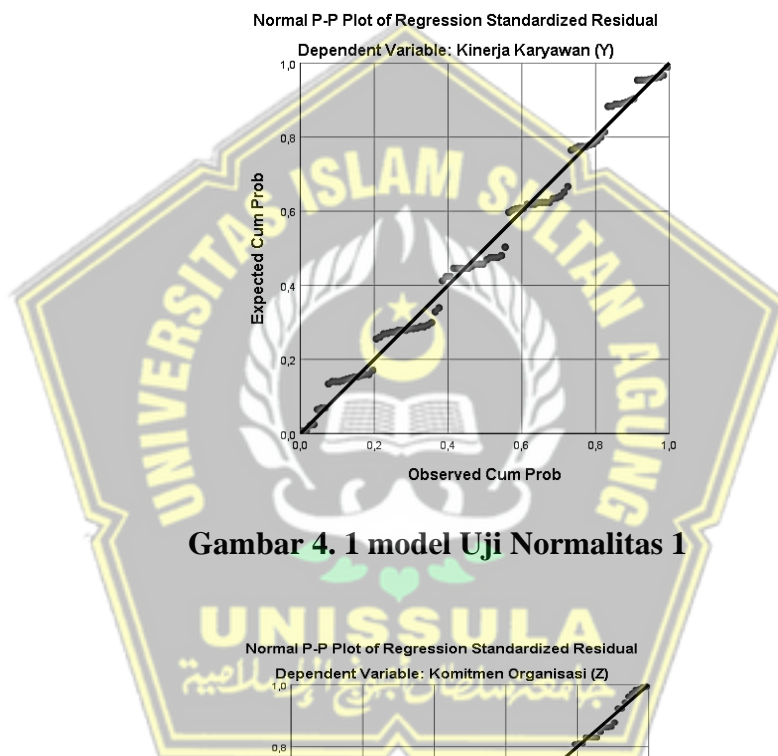 Normal P-P Plot of Regression Standardized Residual
Dependent Variable: Kinerja Karyawan (Y)
1,0
0,8
0,6
0,4
0,2
0,0
Expected Cum Prob
0,0 0,2 0,4 0,6 0,8 1,0
Observed Cum Prob
UNIVERSITAS ISLAM SULTAN AGUNG
Gambar 4. 1 model Uji Normalitas 1
UNISSULA
جامعنسلطان أجونج الإسلامية
Normal P-P Plot of Regression Standardized Residual
Dependent Variable: Komitmen Organisasi (Z)
1,0
0,8